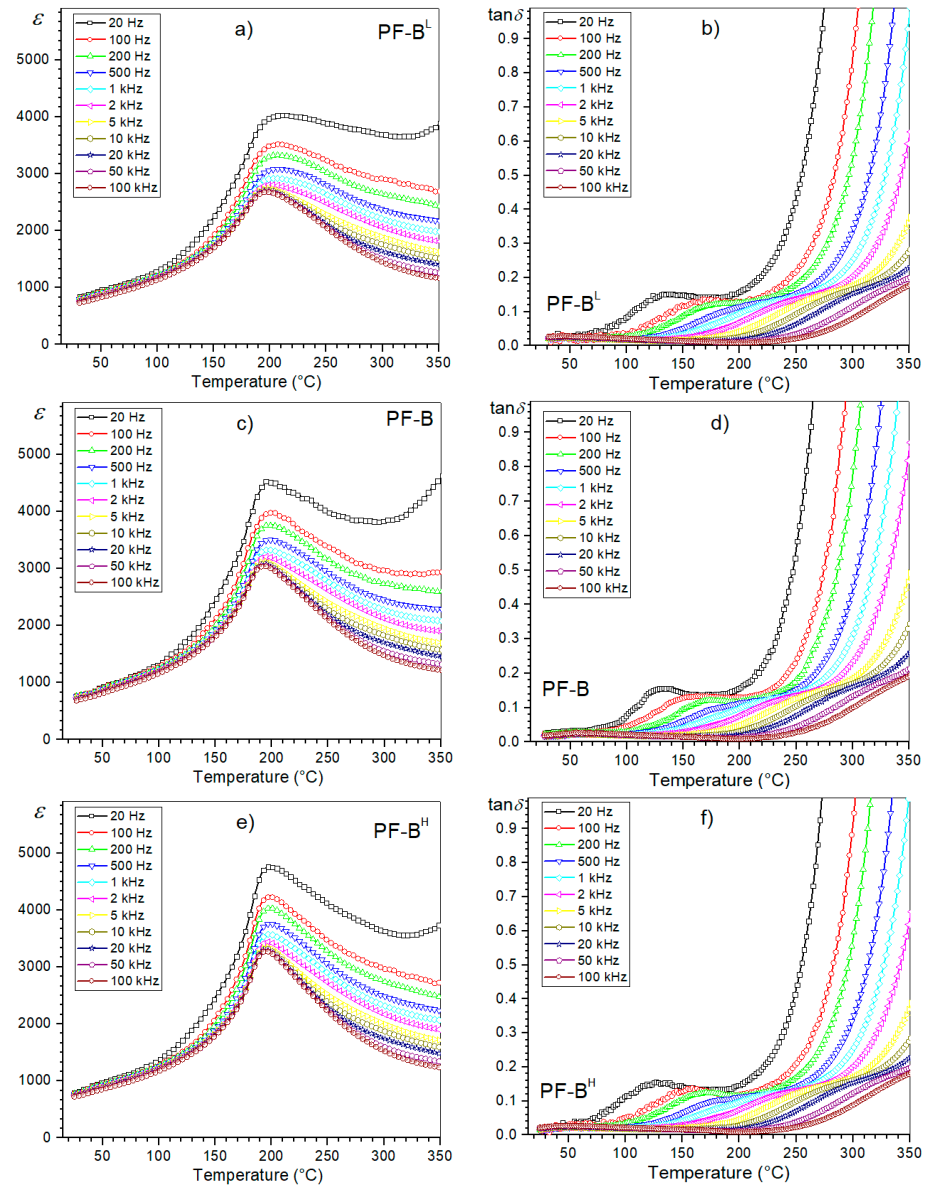 ε
a)
PF-B^L
20 Hz
100 Hz
200 Hz
500 Hz
1 kHz
2 kHz
5 kHz
10 kHz
20 kHz
50 kHz
100 kHz
5000
4000
3000
2000
1000
0
50 100 150 200 250 300 350
Temperature (°C)
tanδ
b)
20 Hz
100 Hz
200 Hz
500 Hz
1 kHz
2 kHz
5 kHz
10 kHz
20 kHz
50 kHz
100 kHz
PF-B^L
0.9
0.8
0.7
0.6
0.5
0.4
0.3
0.2
0.1
0.0
50 100 150 200 250 300 350
Temperature (°C)
ε
c)
PF-B
20 Hz
100 Hz
200 Hz
500 Hz
1 kHz
2 kHz
5 kHz
10 kHz
20 kHz
50 kHz
100 kHz
5000
4000
3000
2000
1000
0
50 100 150 200 250 300 350
Temperature (°C)
tanδ
d)
20 Hz
100 Hz
200 Hz
500 Hz
1 kHz
2 kHz
5 kHz
10 kHz
20 kHz
50 kHz
100 kHz
PF-B
0.9
0.8
0.7
0.6
0.5
0.4
0.3
0.2
0.1
0.0
50 100 150 200 250 300 350
Temperature (°C)
ε
e)
PF-B^H
20 Hz
100 Hz
200 Hz
500 Hz
1 kHz
2 kHz
5 kHz
10 kHz
20 kHz
50 kHz
100 kHz
5000
4000
3000
2000
1000
0
50 100 150 200 250 300 350
Temperature (°C)
tanδ
f)
20 Hz
100 Hz
200 Hz
500 Hz
1 kHz
2 kHz
5 kHz
10 kHz
20 kHz
50 kHz
100 kHz
PF-B^H
0.9
0.8
0.7
0.6
0.5
0.4
0.3
0.2
0.1
0.0
50 100 150 200 250 300 350
Temperature (°C)